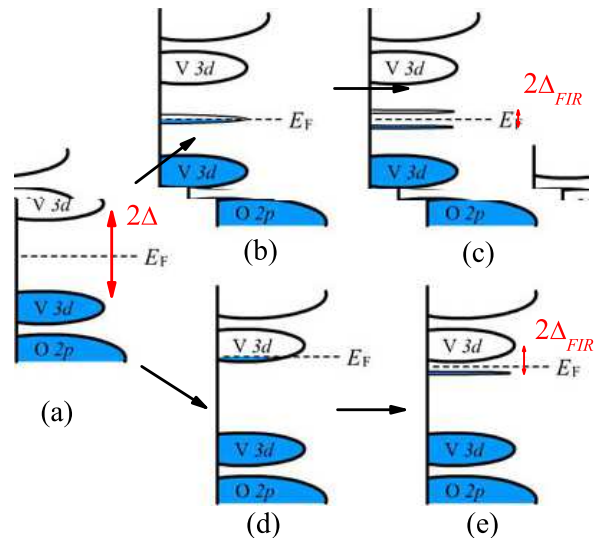 V 3d
E_F
V 3d
O 2p
(b)
V 3d
E_F
2Δ_FIR
V 3d
O 2p
(c)
V 3d
2Δ
E_F
V 3d
O 2p
(a)
V 3d
E_F
V 3d
O 2p
(d)
V 3d
2Δ_FIR
E_F
V 3d
O 2p
(e)